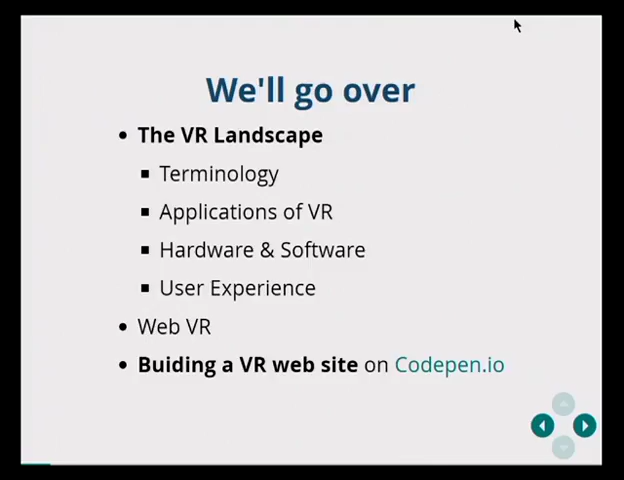 We'll go over
The VR Landscape
Terminology
Applications of VR
Hardware & Software
User Experience
Web VR
Buiding a VR web site on Codepen.io